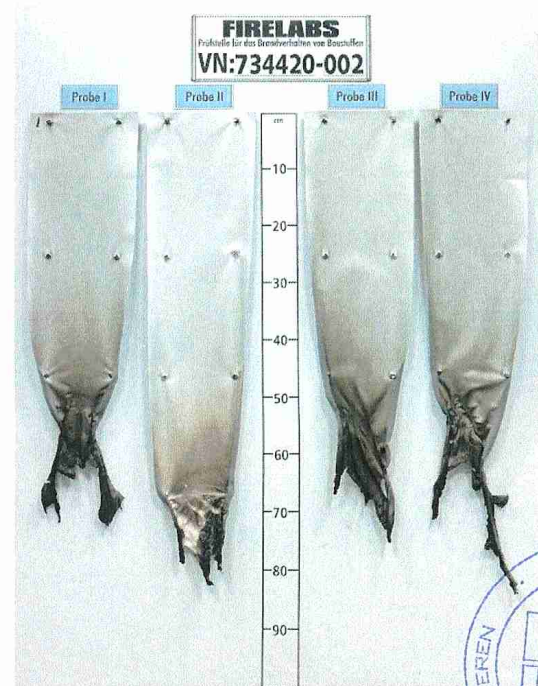 FIRELABS
Prüfstelle für das Brandverhalten von Baustoffen
VN:734420-002
Probe I
Probe II
Probe III
Probe IV
cm
10
20
30
40
50
60
70
80
90
EREN